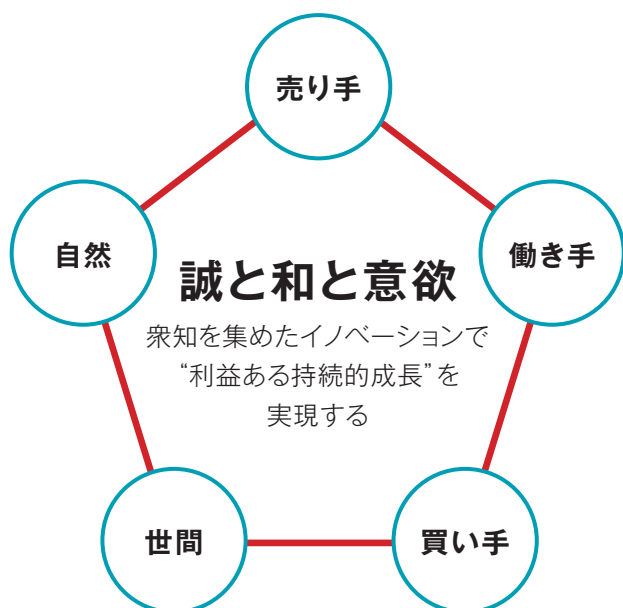 売り手
自然
働き手
誠と和と意欲
衆知を集めたイノベーションで
“利益ある持続的成長”を
実現する
世間
買い手